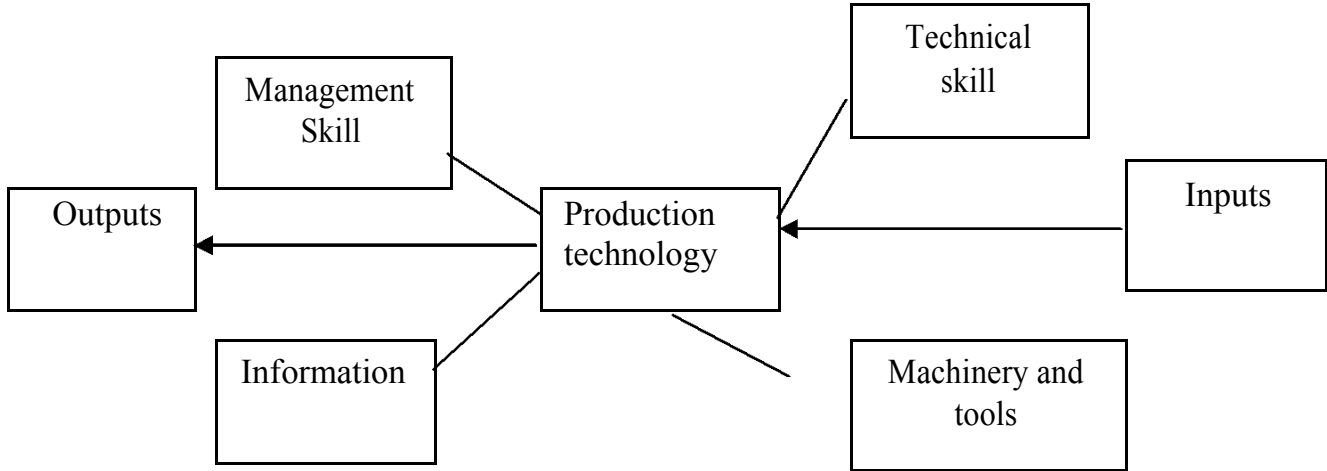 Technical
skill
Management
Skill
Outputs
Production
technology
Inputs
Information
Machinery and
tools